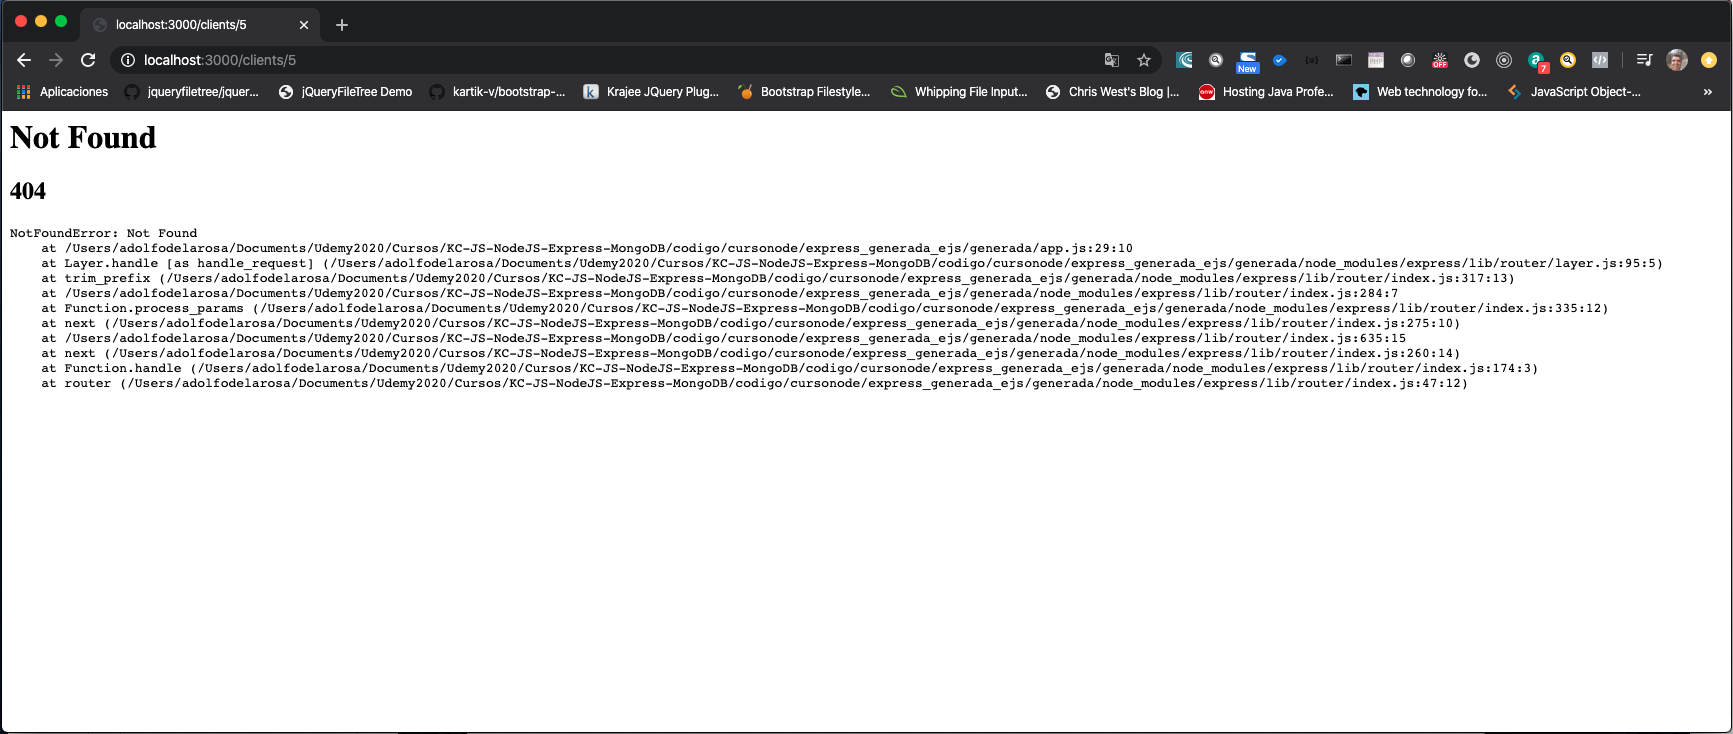 localhost:3000/clients/5
localhost:3000/clients/5
New
OFF
7
Aplicaciones
jqueryfiletree/jquer...
jQueryFileTree Demo
kartik-v/bootstrap-...
Krajee JQuery Plug...
Bootstrap Filestyle...
Whipping File Input...
Chris West's Blog |...
Hosting Java Profe...
Web technology fo...
JavaScript Object-...
»
Not Found
404
NotFoundError: Not Found
at /Users/adolfodelarosa/Documents/Udemy2020/Cursos/KC-JS-NodeJS-Express-MongoDB/codigo/cursonode/express_generada_ejs/generada/app.js:29:10
at Layer.handle [as handle_request] (/Users/adolfodelarosa/Documents/Udemy2020/Cursos/KC-JS-NodeJS-Express-MongoDB/codigo/cursonode/express_generada_ejs/generada/node_modules/express/lib/router/layer.js:95:5)
at trim_prefix (/Users/adolfodelarosa/Documents/Udemy2020/Cursos/KC-JS-NodeJS-Express-MongoDB/codigo/cursonode/express_generada_ejs/generada/node_modules/express/lib/router/index.js:317:13)
at /Users/adolfodelarosa/Documents/Udemy2020/Cursos/KC-JS-NodeJS-Express-MongoDB/codigo/cursonode/express_generada_ejs/generada/node_modules/express/lib/router/index.js:284:7
at Function.process_params (/Users/adolfodelarosa/Documents/Udemy2020/Cursos/KC-JS-NodeJS-Express-MongoDB/codigo/cursonode/express_generada_ejs/generada/node_modules/express/lib/router/index.js:335:12)
at next (/Users/adolfodelarosa/Documents/Udemy2020/Cursos/KC-JS-NodeJS-Express-MongoDB/codigo/cursonode/express_generada_ejs/generada/node_modules/express/lib/router/index.js:275:10)
at /Users/adolfodelarosa/Documents/Udemy2020/Cursos/KC-JS-NodeJS-Express-MongoDB/codigo/cursonode/express_generada_ejs/generada/node_modules/express/lib/router/index.js:635:15
at next (/Users/adolfodelarosa/Documents/Udemy2020/Cursos/KC-JS-NodeJS-Express-MongoDB/codigo/cursonode/express_generada_ejs/generada/node_modules/express/lib/router/index.js:260:14)
at Function.handle (/Users/adolfodelarosa/Documents/Udemy2020/Cursos/KC-JS-NodeJS-Express-MongoDB/codigo/cursonode/express_generada_ejs/generada/node_modules/express/lib/router/index.js:174:3)
at router (/Users/adolfodelarosa/Documents/Udemy2020/Cursos/KC-JS-NodeJS-Express-MongoDB/codigo/cursonode/express_generada_ejs/generada/node_modules/express/lib/router/index.js:47:12)